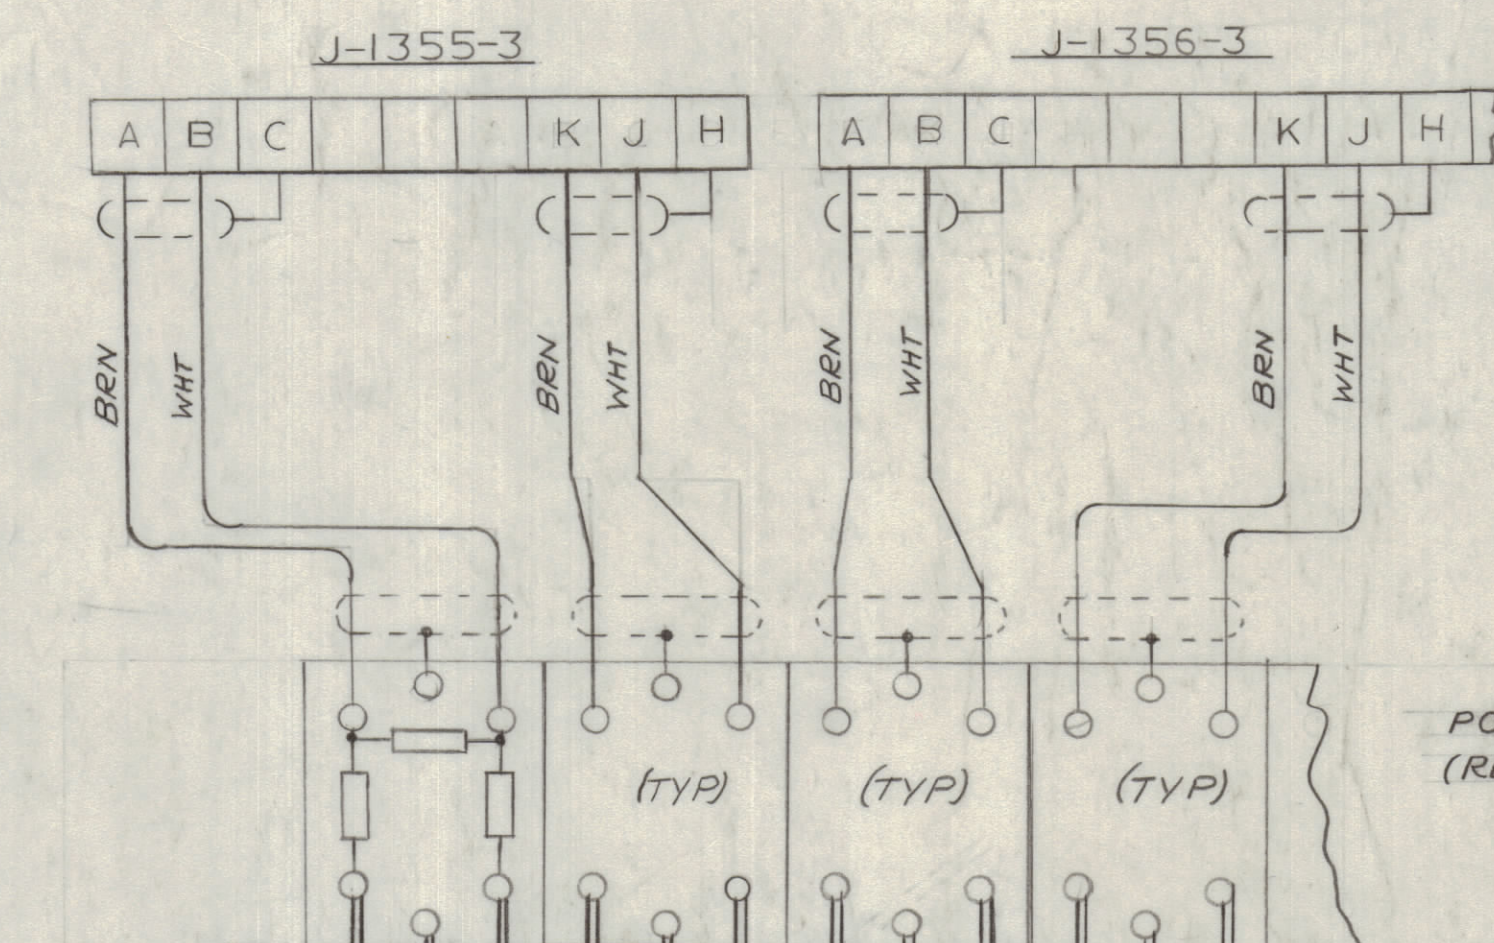 J-1355-3
J-1356-3
A B C K J H
A B C K J H
BRN WHT BRN WHT BRN WHT BRN WHT
(TYP) (TYP) (TYP)